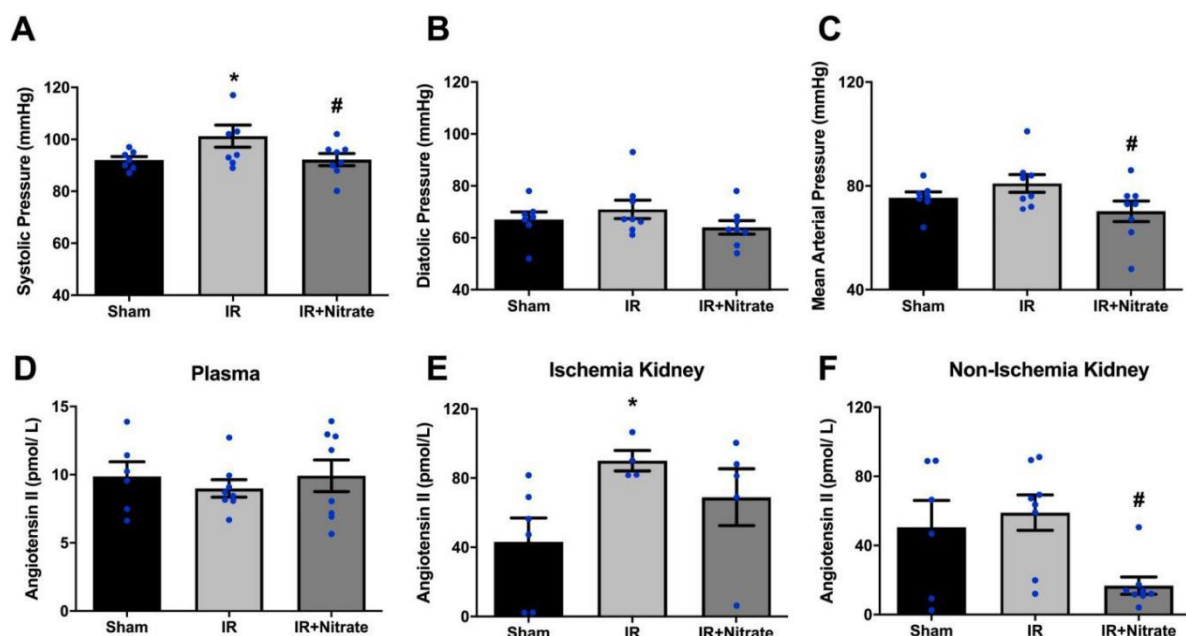 A
B
C
Systolic Pressure (mmHg)
120
100
80
60
40
*
#
Sham
IR
IR+Nitrate
Diatolic Pressure (mmHg)
120
100
80
60
40
Sham
IR
IR+Nitrate
Mean Arterial Pressure (mmHg)
120
80
40
#
Sham
IR
IR+Nitrate
D
Plasma
Angiotensin II (pmol/ L)
15
10
5
0
Sham
IR
IR+Nitrate
E
Ischemia Kidney
Angiotensin II (pmol/L)
120
80
40
0
*
Sham
IR
IR+Nitrate
F
Non-Ischemia Kidney
Angiotensin II (pmol/ L)
120
80
40
0
#
Sham
IR
IR+Nitrate